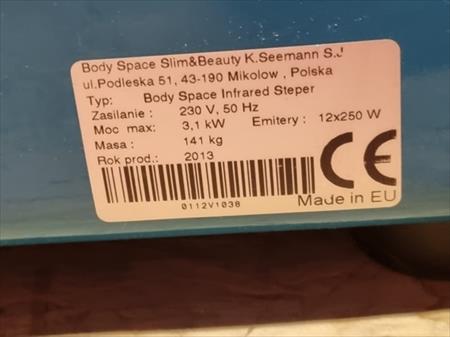 Body Space Slim&Beauty K.Seemann S.J
ul.Podleska 51, 43-190 Mikolow , Polska
Typ: Body Space Infrared Steper
Zasilanie : 230 V, 50 Hz
Moc max: 3,1 kW Emitery : 12x250 W
Masa : 141 kg
Rok prod.: 2013
CE
0112V1038
Made in EU